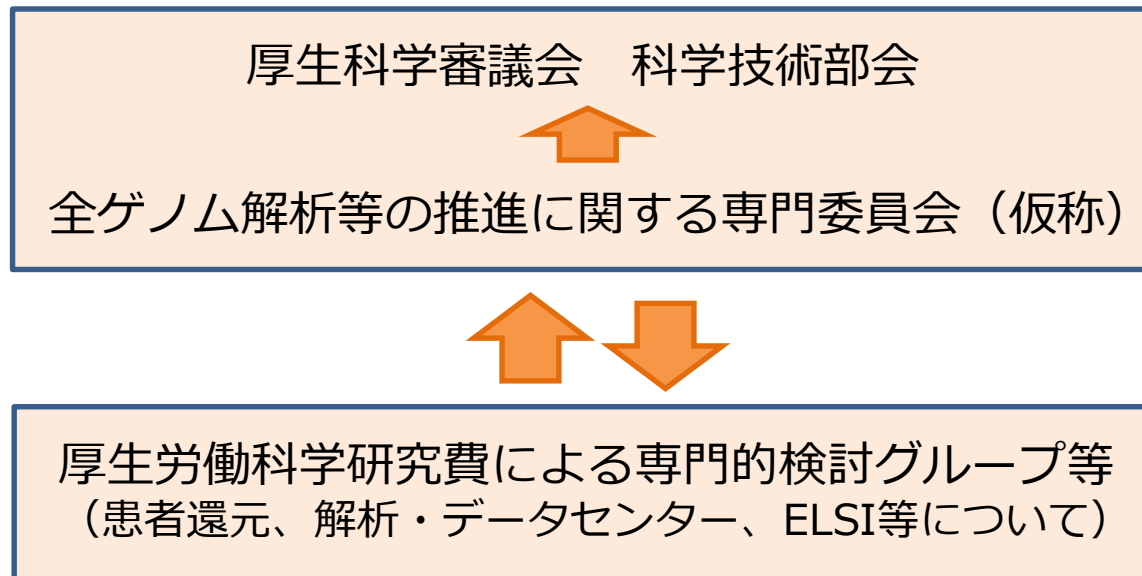 厚生科学審議会　科学技術部会
全ゲノム解析等の推進に関する専門委員会（仮称）
厚生労働科学研究費による専門的検討グループ等
（患者還元、解析・データセンター、ELSI等について）